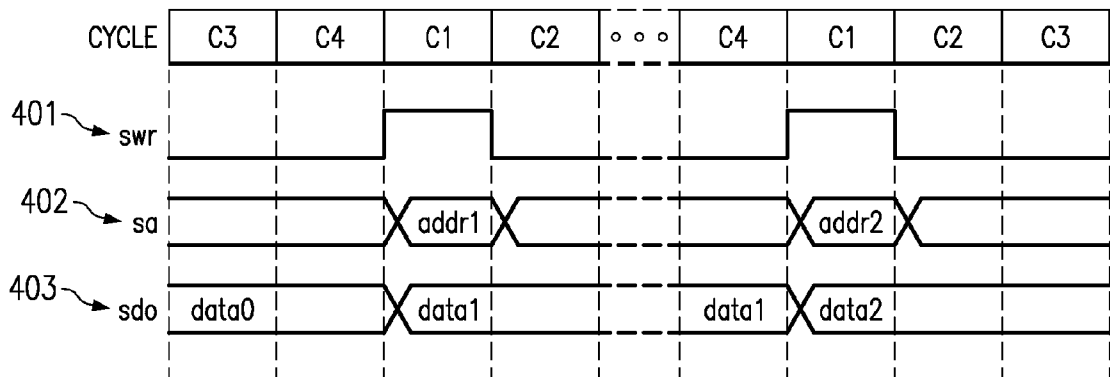 CYCLE C3 C4 C1 C2 C4 C1 C2 C3
401 swr
402 sa addr1 addr2
403 sdo data0 data1 data1 data2